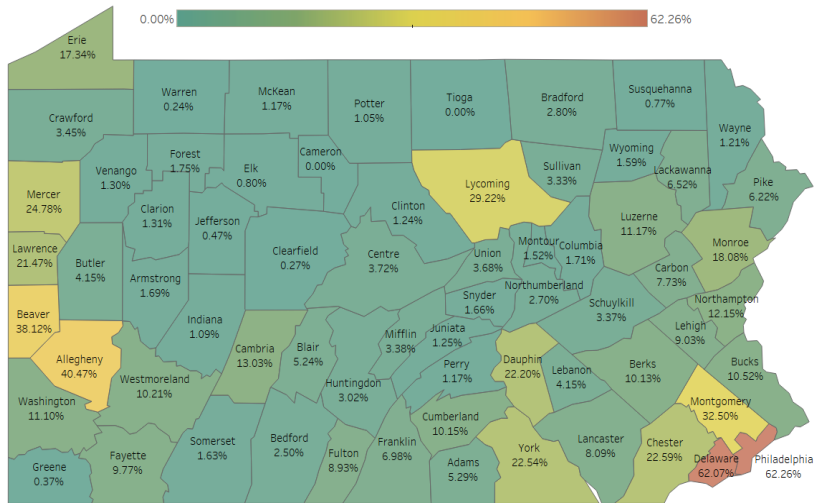 0.00% 62.26%
Erie
17.34%
Crawford
3.45%
Warren
0.24%
McKean
1.17%
Potter
1.05%
Tioga
0.00%
Bradford
2.80%
Susquehanna
0.77%
Wayne
1.21%
Mercer
24.78%
Venango
1.30%
Forest
1.75%
Elk
0.80%
Cameron
0.00%
Clinton
1.24%
Lycoming
29.22%
Sullivan
3.33%
Wyoming
1.59%
Lackawanna
6.52%
Pike
6.22%
Lawrence
21.47%
Butler
4.15%
Clarion
1.31%
Jefferson
0.47%
Clearfield
0.27%
Centre
3.72%
Union
3.68%
Montour
1.52%
Columbia
1.71%
Luzerne
11.17%
Monroe
18.08%
Beaver
38.12%
Armstrong
1.69%
Indiana
1.09%
Snyder
1.66%
Northumberland
2.70%
Schuylkill
3.37%
Carbon
7.73%
Northampton
12.15%
Allegheny
40.47%
Westmoreland
10.21%
Cambria
13.03%
Blair
5.24%
Huntingdon
3.02%
Mifflin
3.38%
Juniata
1.25%
Perry
1.17%
Dauphin
22.20%
Lebanon
4.15%
Berks
10.13%
Lehigh
9.03%
Bucks
10.52%
Washington
11.10%
Montgomery
32.50%
Greene
0.37%
Fayette
9.77%
Somerset
1.63%
Bedford
2.50%
Fulton
8.93%
Franklin
6.98%
Cumberland
10.15%
Adams
5.29%
York
22.54%
Lancaster
8.09%
Chester
22.59%
Delaware
62.07%
Philadelphia
62.26%